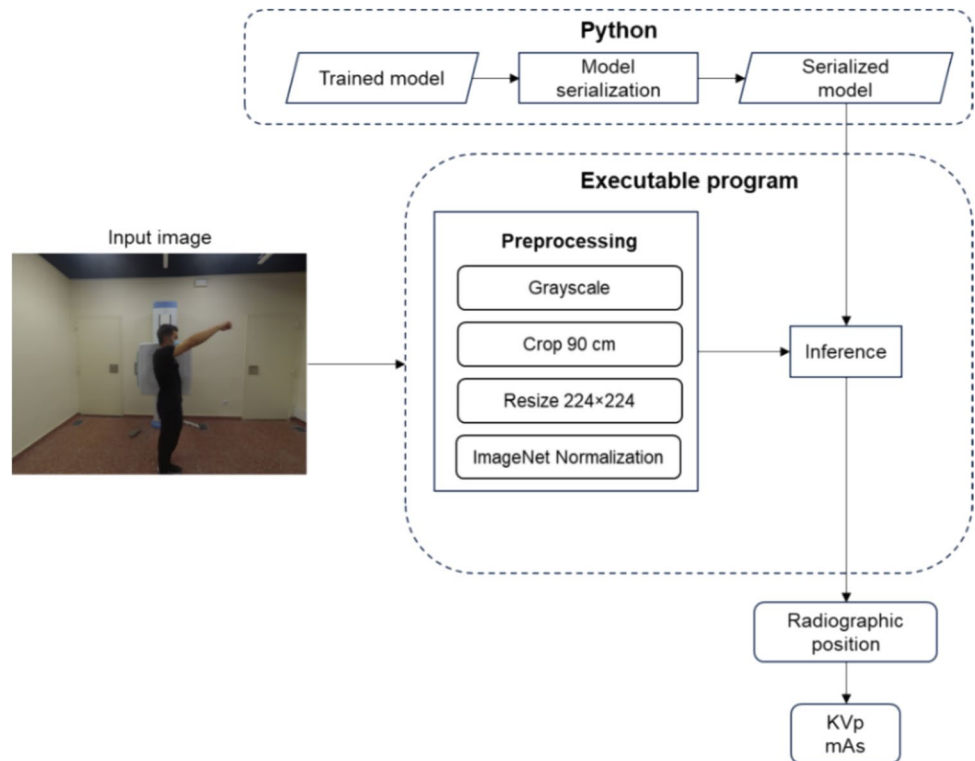 Python
Trained model
Model
serialization
Serialized
model
Executable program
Input image
Preprocessing
Grayscale
Crop 90 cm
Resize 224×224
ImageNet Normalization
Inference
Radiographic
position
KVp
mAs